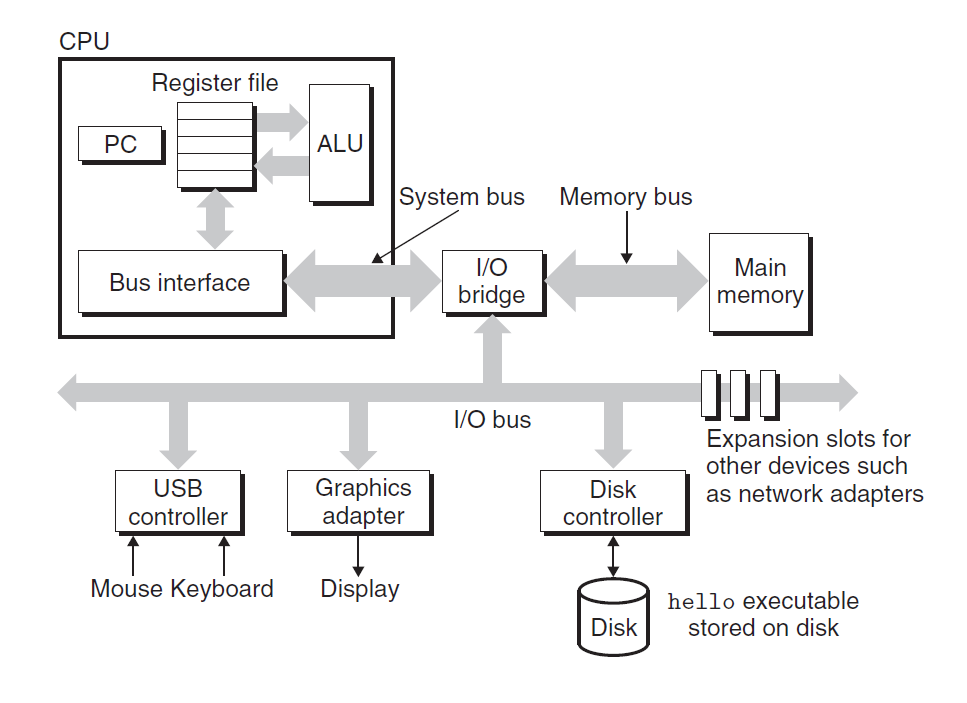 CPU
Register file
PC
ALU
System bus
Memory bus
Bus interface
I/O
bridge
Main
memory
I/O bus
Expansion slots for
other devices such
as network adapters
USB
controller
Graphics
adapter
Disk
controller
Mouse Keyboard
Display
Disk
hello executable
stored on disk